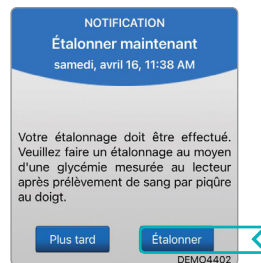 NOTIFICATION
Étalonner maintenant
samedi, avril 16, 11:38 AM
Votre étalonnage doit être effectué.
Veuillez faire un étalonnage au moyen
d'une glycémie mesurée au lecteur
après prélèvement de sang par piqûre
au doigt.
Plus tard
Étalonner
DEMO4402